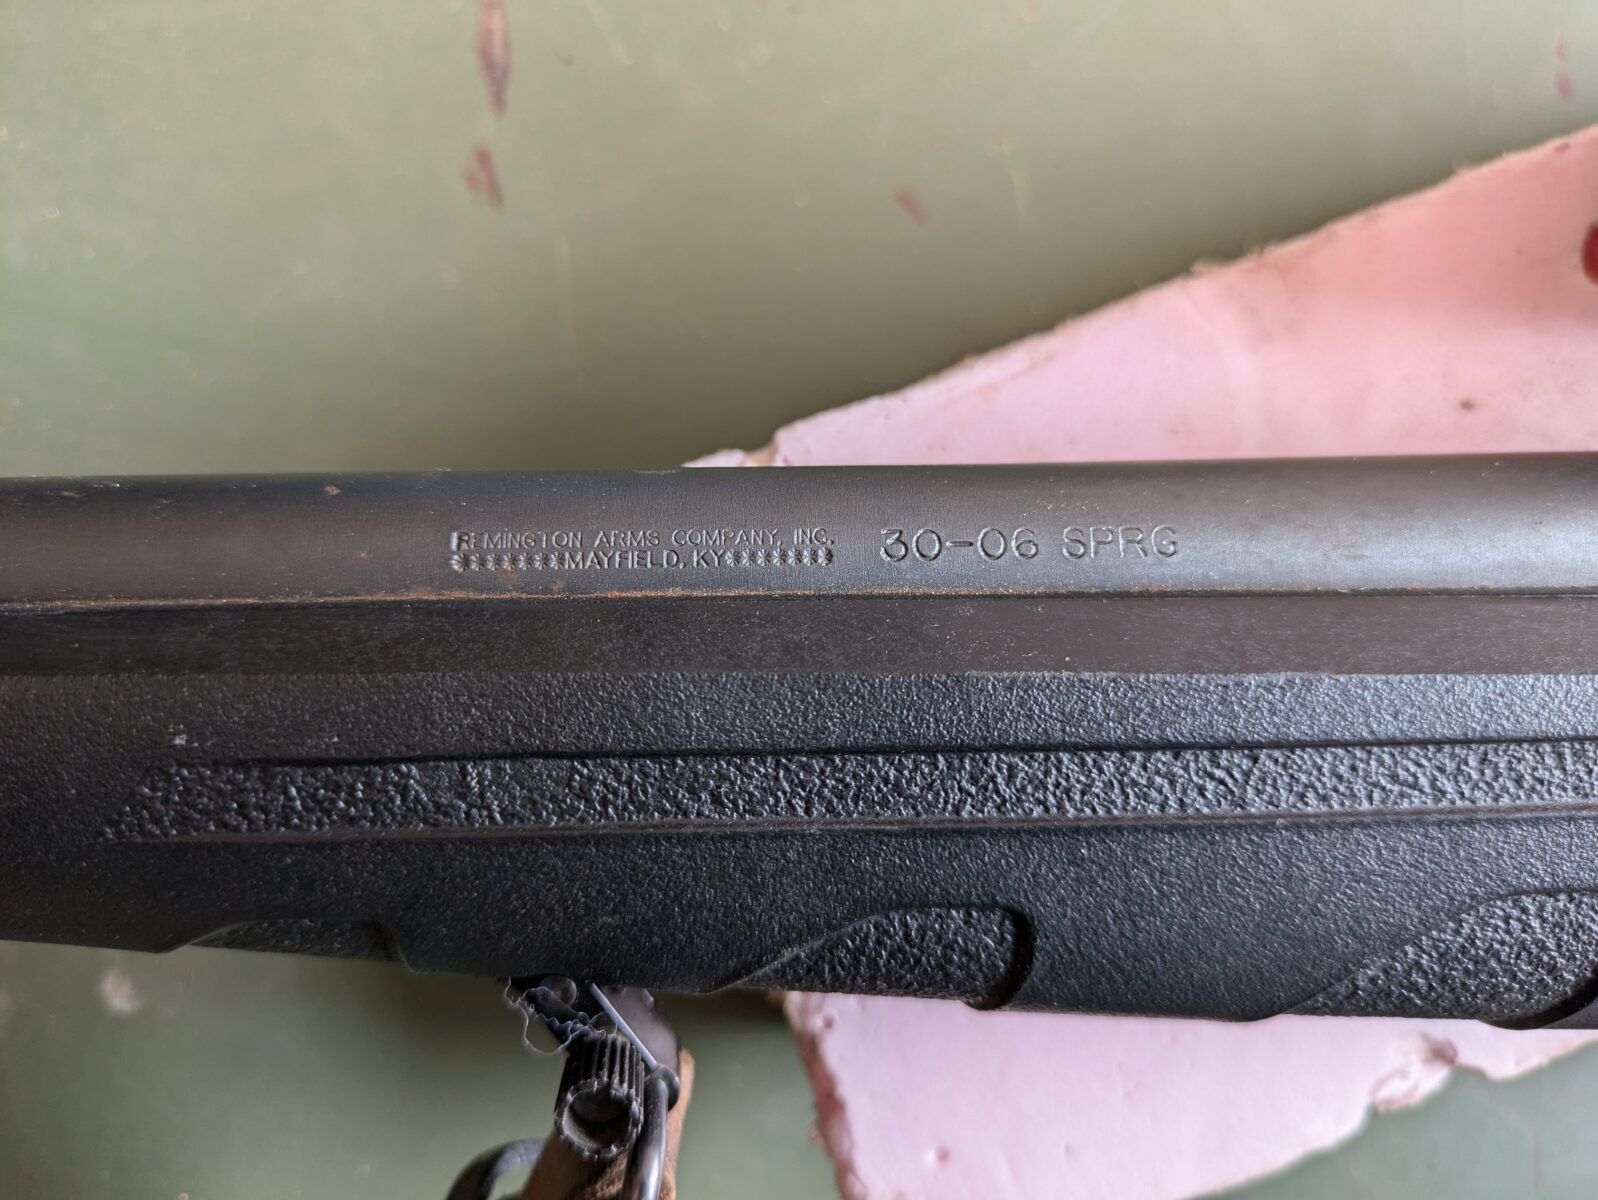 REMINGTON ARMS COMPANY, INC.
********MAYFIELD, KY********
30-06 SPRG